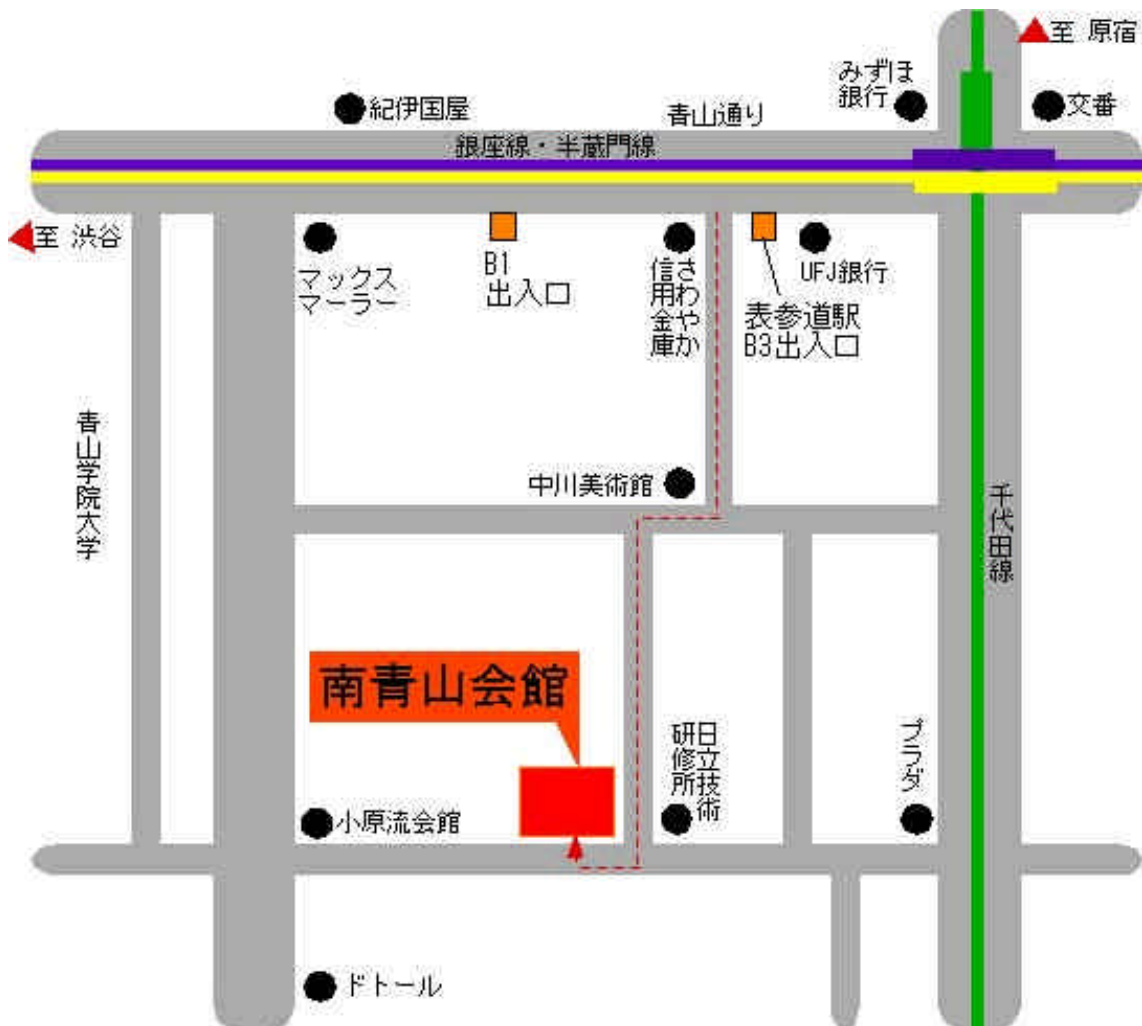 至 原宿
みずほ
銀行
交番
紀伊国屋
青山通り
銀座線・半蔵門線
至 渋谷
マックス
マーラー
B1
出入口
さわやか
信用金庫
UFJ銀行
表参道駅
B3出入口
青山学院大学
中川美術館
千代田線
南青山会館
日立技術
研修所
プラダ
小原流会館
ドトール